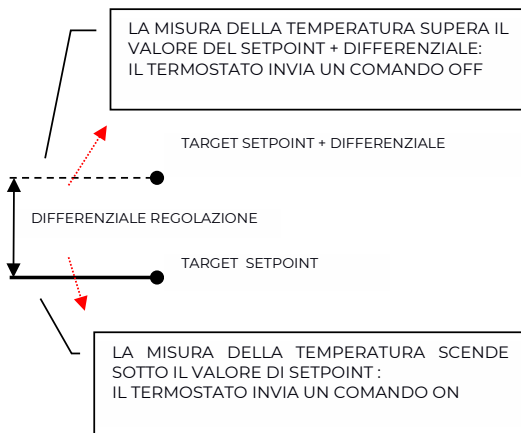 LA MISURA DELLA TEMPERATURA SUPERA IL
VALORE DEL SETPOINT + DIFFERENZIALE:
IL TERMOSTATO INVIA UN COMANDO OFF
TARGET SETPOINT + DIFFERENZIALE
DIFFERENZIALE REGOLAZIONE
TARGET SETPOINT
LA MISURA DELLA TEMPERATURA SCENDE
SOTTO IL VALORE DI SETPOINT :
IL TERMOSTATO INVIA UN COMANDO ON